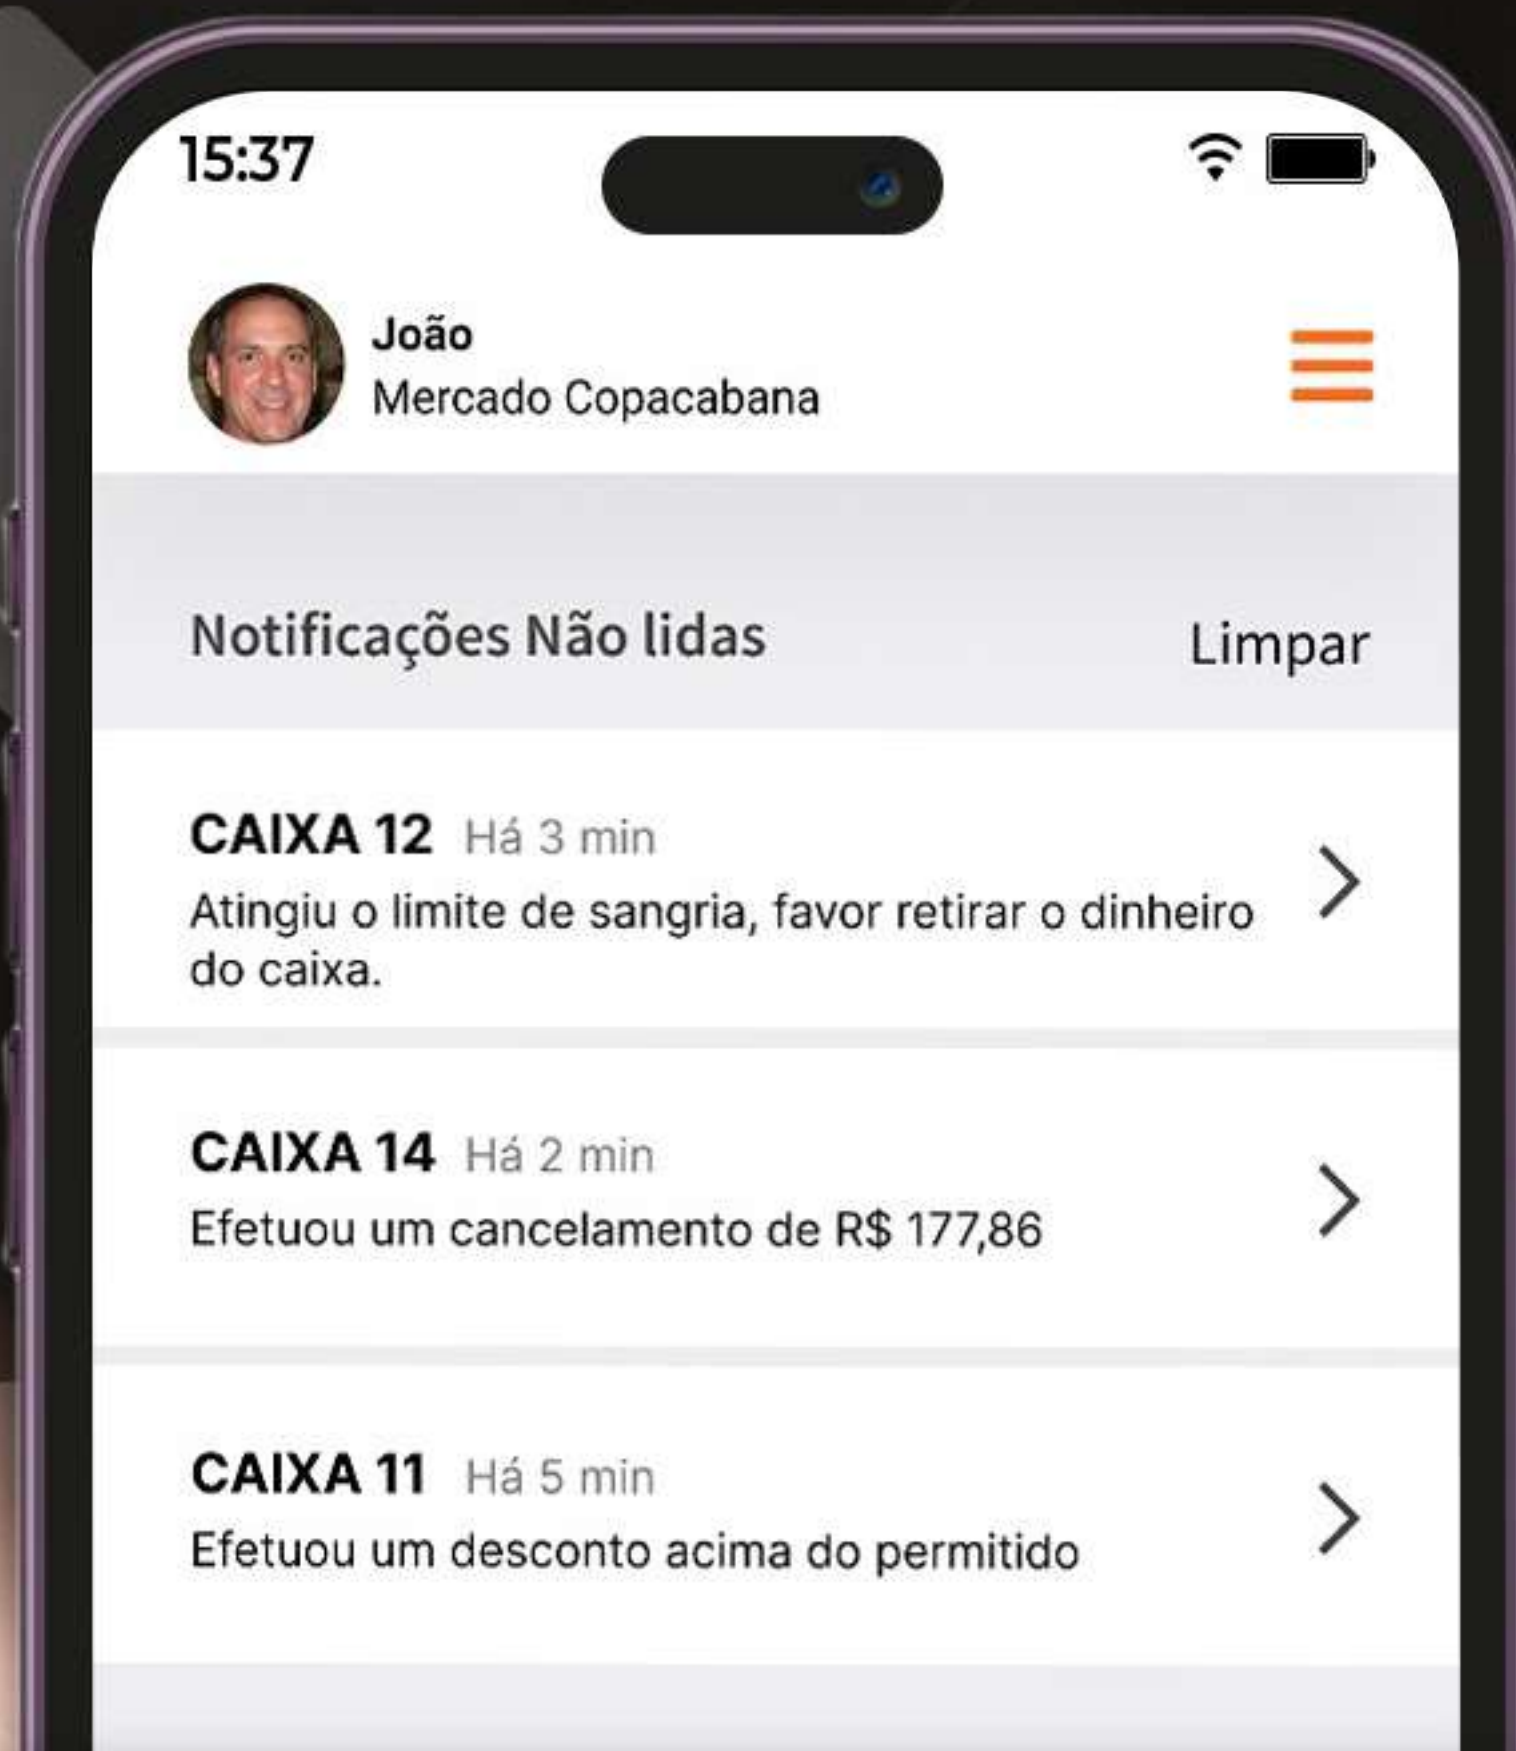 15:37
João
Mercado Copacabana
Notificações Não lidas
Limpar
CAIXA 12 Há 3 min
Atingiu o limite de sangria, favor retirar o dinheiro
do caixa.
CAIXA 14 Há 2 min
Efetuou um cancelamento de R$ 177,86
CAIXA 11 Há 5 min
Efetuou um desconto acima do permitido